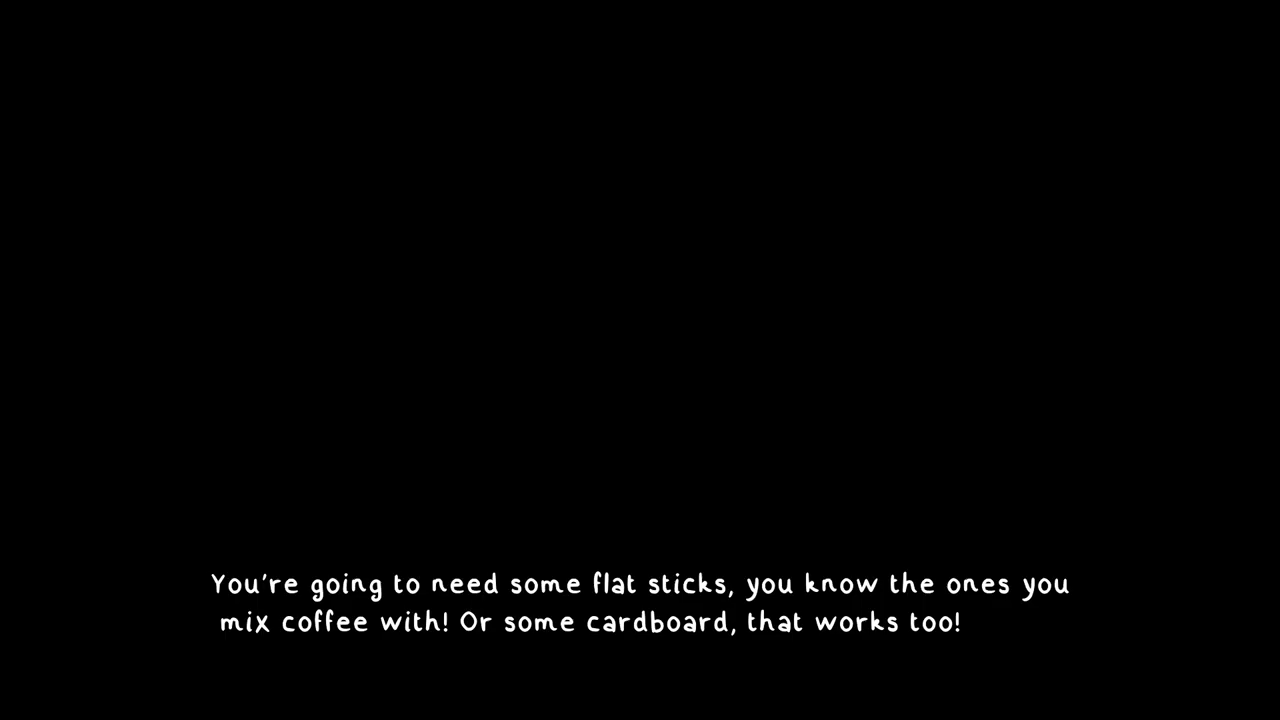 You're going to need some flat sticks, you know the ones you
mix coffee with! Or some cardboard, that works too!